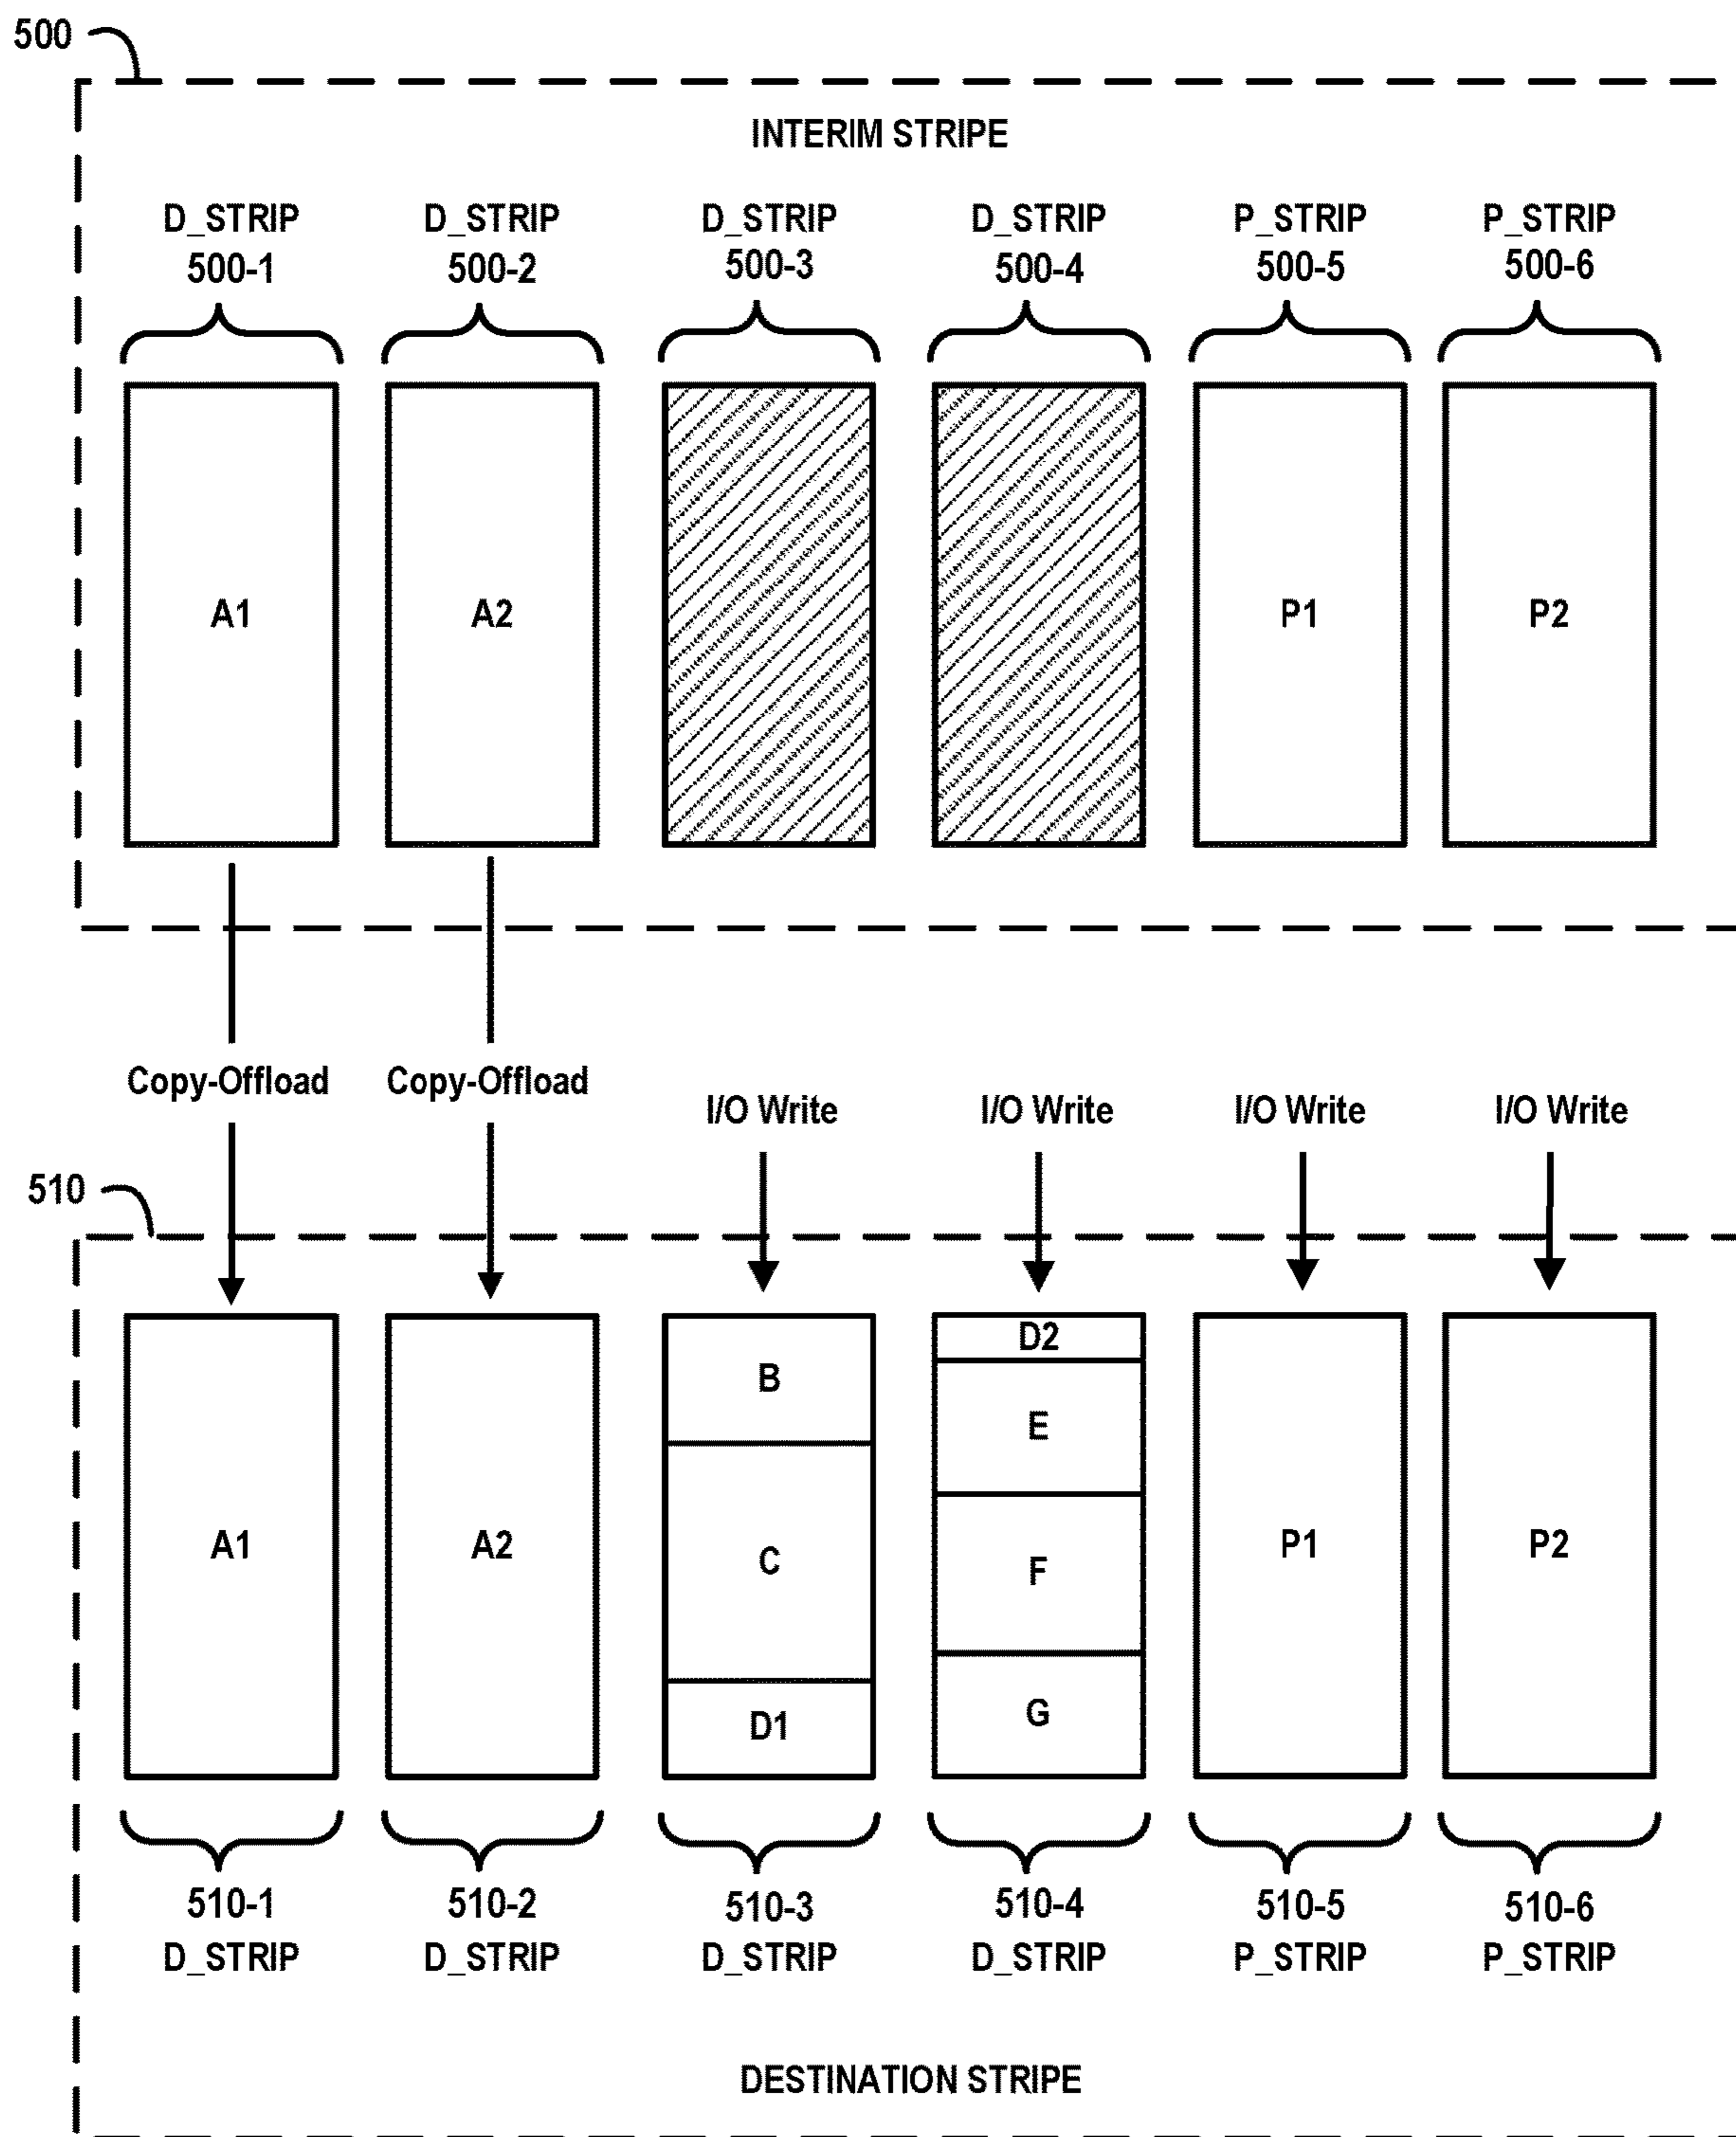 500
INTERIM STRIPE
D_STRIP D_STRIP D_STRIP D_STRIP P_STRIP P_STRIP
500-1 500-2 500-3 500-4 500-5 500-6
A1 A2 P1 P2
Copy-Offload Copy-Offload
I/O Write I/O Write I/O Write I/O Write
510
D2
B
E
A1 A2 C F P1 P2
D1 G
510-1 510-2 510-3 510-4 510-5 510-6
D_STRIP D_STRIP D_STRIP D_STRIP P_STRIP P_STRIP
DESTINATION STRIPE